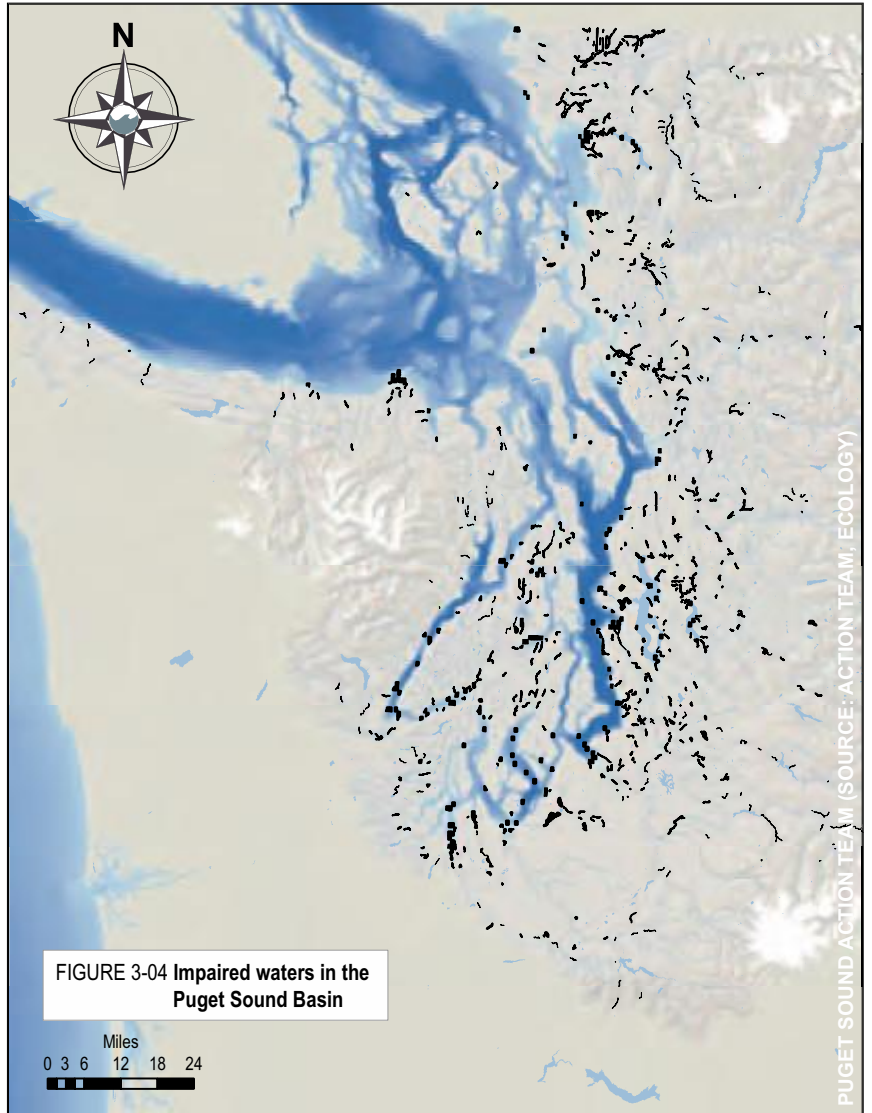 N
FIGURE 3-04 Impaired waters in the
Puget Sound Basin
Miles
0 3 6 12 18 24
PUGET SOUND ACTION TEAM (SOURCE: ACTION TEAM, ECOLOGY)